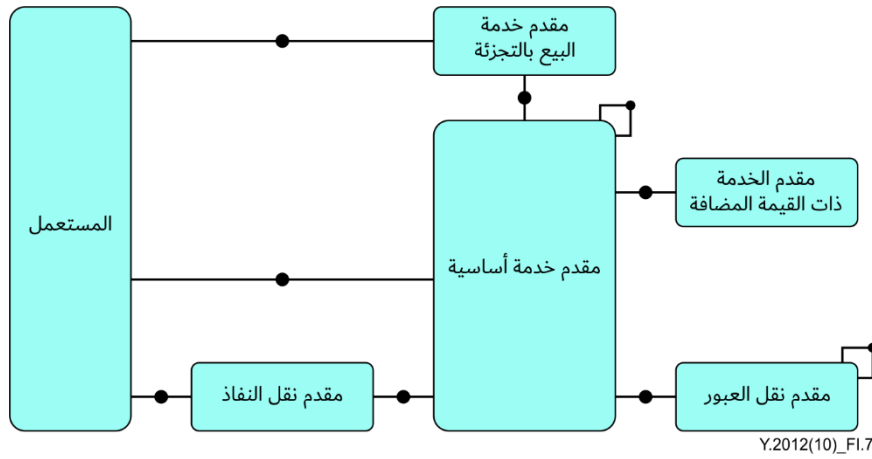 مقدم خدمة
البيع بالتجزئة
المستعمل
مقدم الخدمة
ذات القيمة المضافة
مقدم خدمة أساسية
مقدم نقل النفاذ
مقدم نقل العبور
Y.2012(10)_FI.7